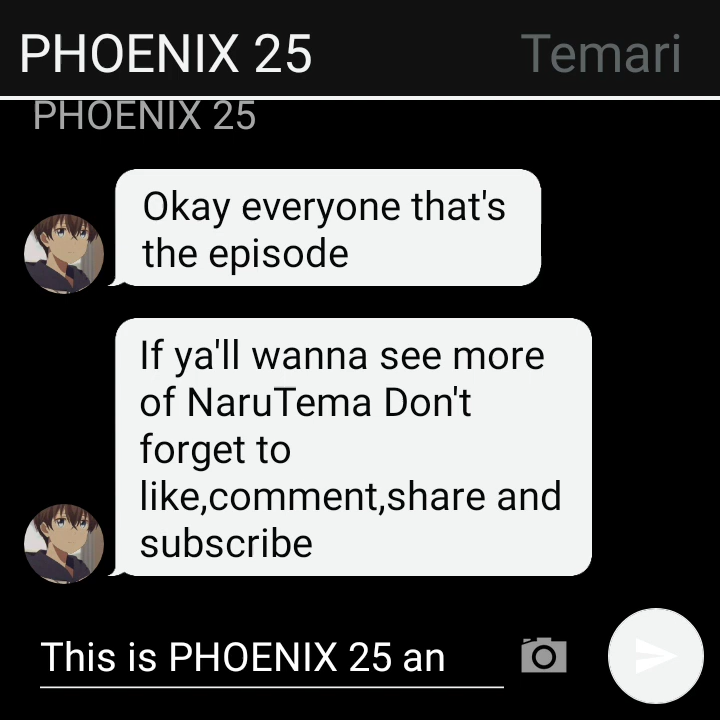 PHOENIX 25 Temari
PHOENIX 25
Okay everyone that's
the episode
If ya'll wanna see more
of NaruTema Don't
forget to
like,comment,share and
subscribe
This is PHOENIX 25 an